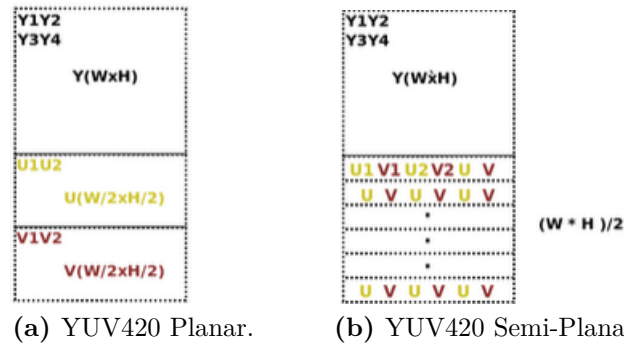 Y1Y2
Y3Y4
Y(WxH)
U1U2
U(W/2xH/2)
V1V2
V(W/2xH/2)
(a) YUV420 Planar.
Y1Y2
Y3Y4
Y(WxH)
U1 V1 U2 V2 U V
U V U V U V
U V U V U V
(W * H )/2
(b) YUV420 Semi-Plana